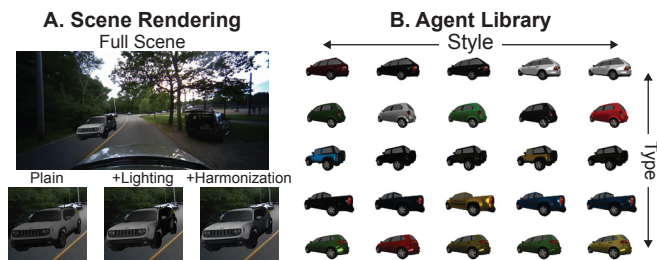 A. Scene Rendering
Full Scene
Plain
+Lighting
+Harmonization
B. Agent Library
Style
Type